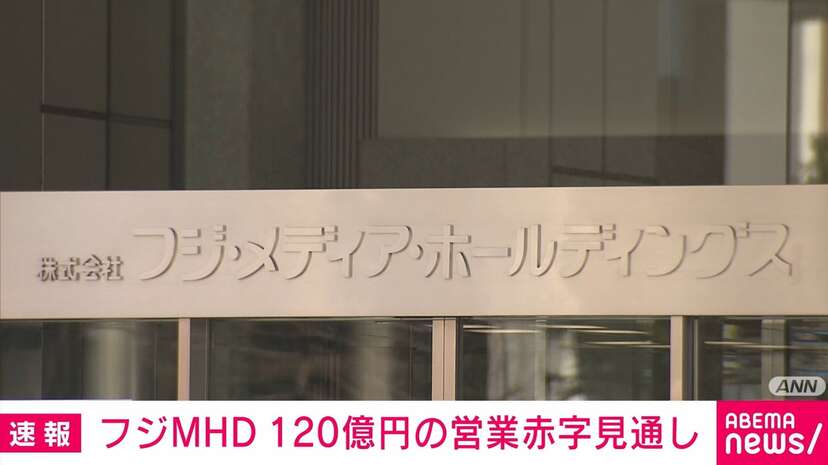 株式会社 フジ・メディア・ホールディングス
ANN
速報 フジMHD 120億円の営業赤字見通し
ABEMA
news/